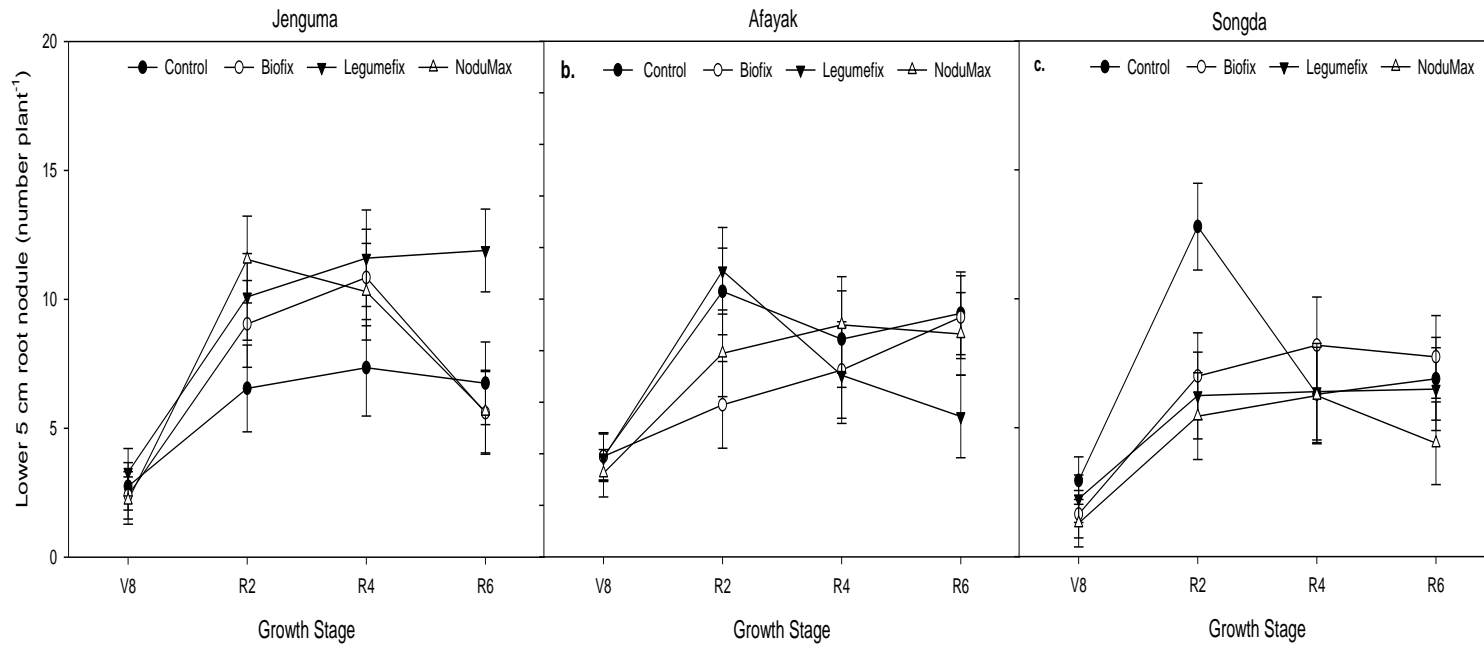 Jenguma
Afayak
Songda
Lower 5 cm root nodule (number plant-1)
20
15
10
5
0
Control Biofix Legumefix NoduMax
b. Control Biofix Legumefix NoduMax
c. Control Biofix Legumefix NoduMax
V8 R2 R4 R6
V8 R2 R4 R6
V8 R2 R4 R6
Growth Stage
Growth Stage
Growth Stage